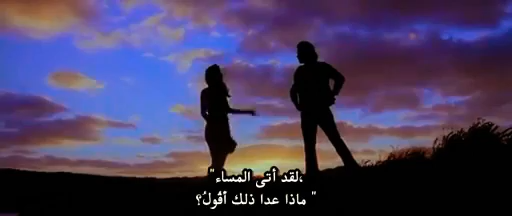 "لقد أتى المساء،
ماذا عدا ذلك أقولُ؟ "